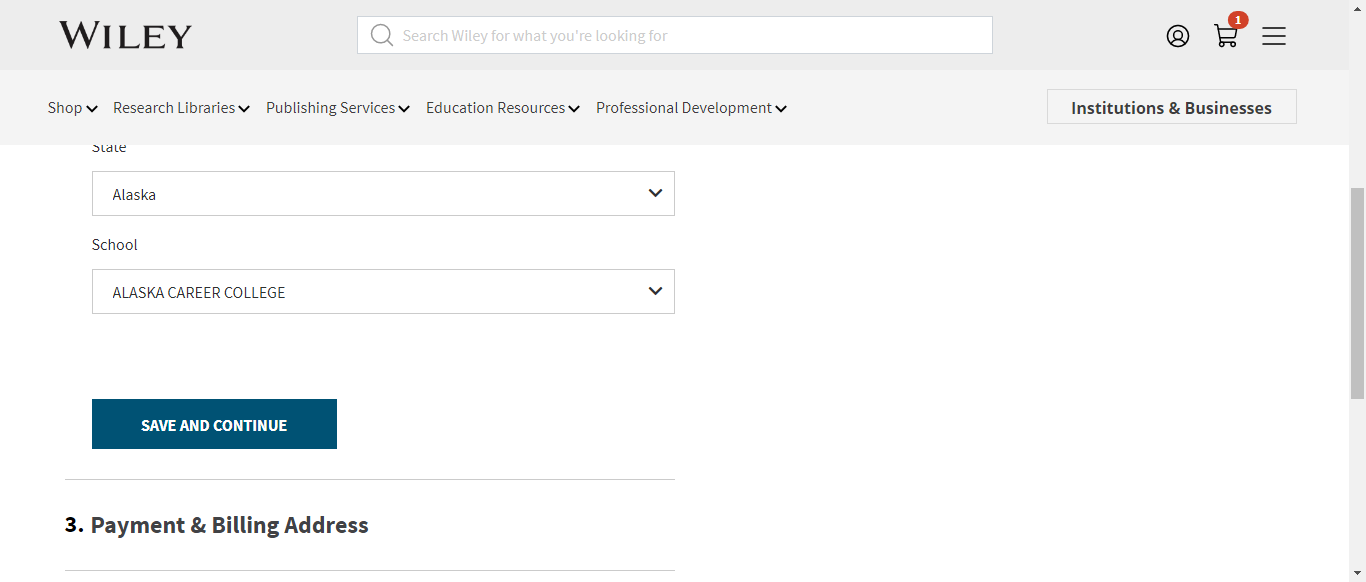 WILEY
Search Wiley for what you're looking for
1
Shop Research Libraries Publishing Services Education Resources Professional Development Institutions & Businesses
State
Alaska
School
ALASKA CAREER COLLEGE
SAVE AND CONTINUE
3. Payment & Billing Address